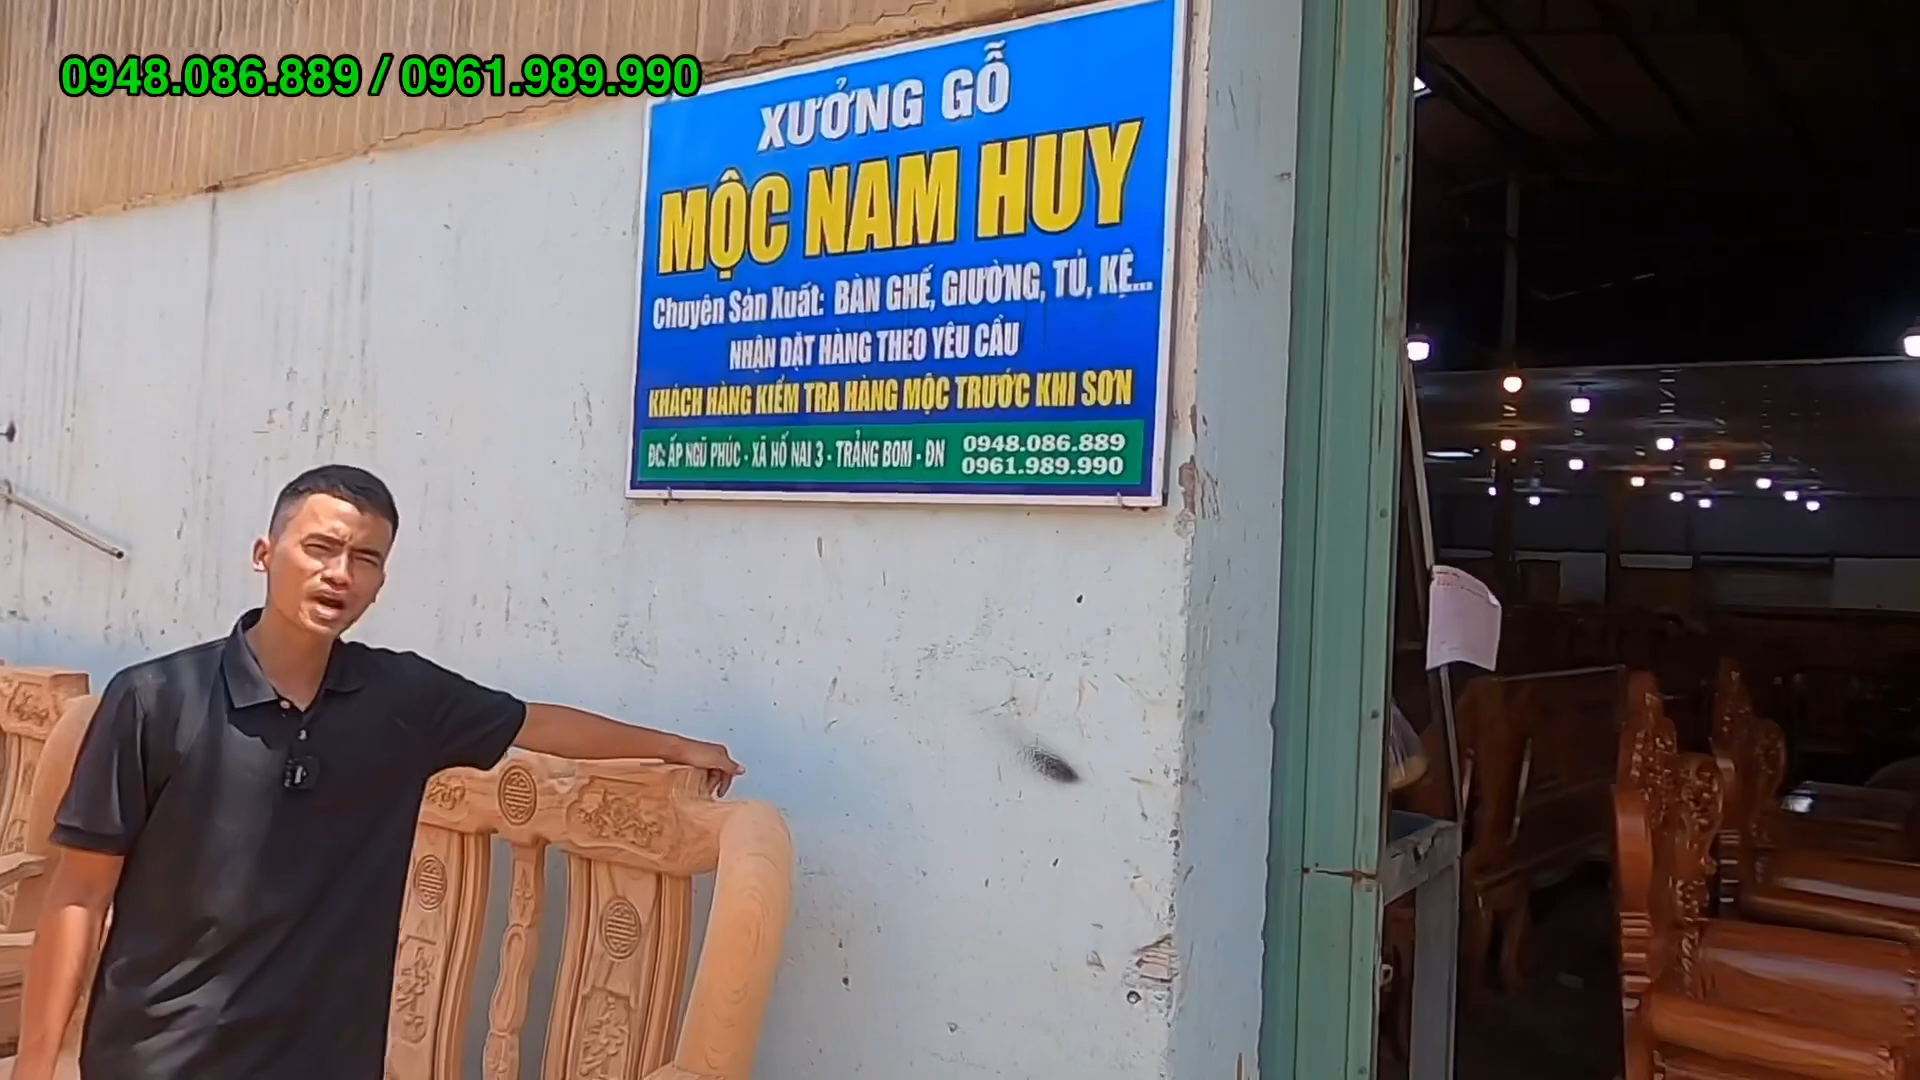 0948.086.889 / 0961.989.990
XƯỞNG GỖ
MỘC NAM HUY
Chuyên Sản Xuất: BÀN GHẾ, GIƯỜNG, TỦ, KỆ...
NHẬN ĐẶT HÀNG THEO YÊU CẦU
KHÁCH HÀNG KIỂM TRA HÀNG MỘC TRƯỚC KHI SƠN
ĐC: ẤP NGŨ PHÚC - XÃ HỐ NAI 3 - TRẢNG BOM - ĐN
0948.086.889
0961.989.990